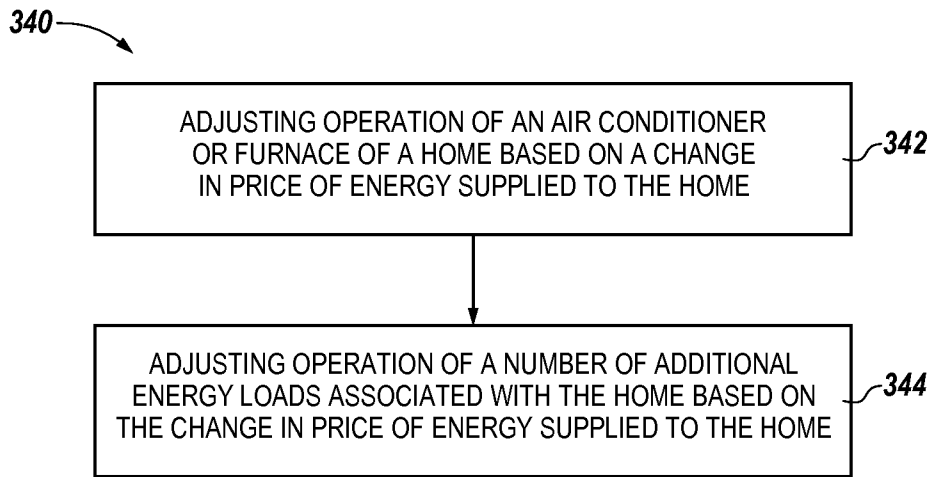 340
ADJUSTING OPERATION OF AN AIR CONDITIONER
OR FURNACE OF A HOME BASED ON A CHANGE
IN PRICE OF ENERGY SUPPLIED TO THE HOME
342
ADJUSTING OPERATION OF A NUMBER OF ADDITIONAL
ENERGY LOADS ASSOCIATED WITH THE HOME BASED ON
THE CHANGE IN PRICE OF ENERGY SUPPLIED TO THE HOME
344